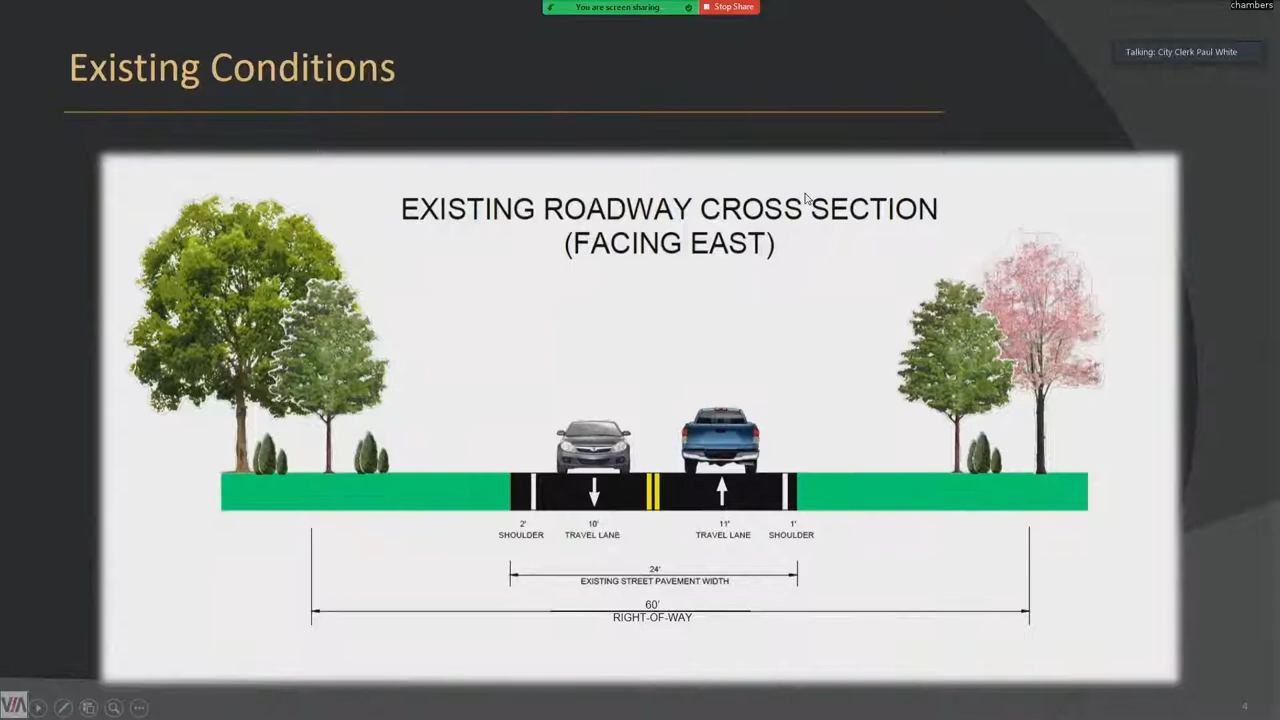 You are screen sharing...
Stop Share
chambers
Talking: City Clerk Paul White
Existing Conditions
EXISTING ROADWAY CROSS SECTION
(FACING EAST)
2' 10' 11' 1'
SHOULDER TRAVEL LANE TRAVEL LANE SHOULDER
24'
EXISTING STREET PAVEMENT WIDTH
60'
RIGHT-OF-WAY
VIA
4